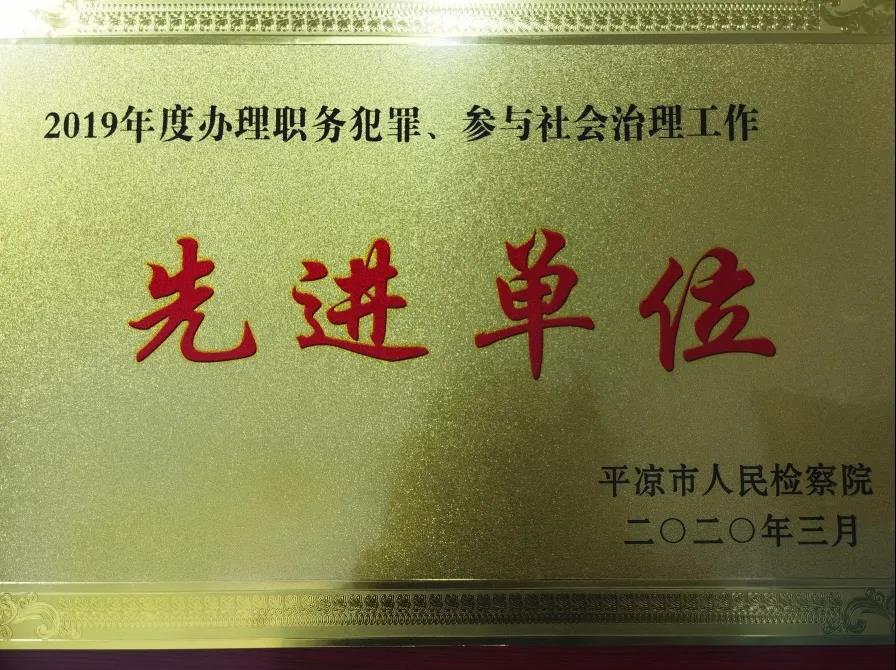 2019年度办理职务犯罪、参与社会治理工作
先进单位
平凉市人民检察院
二〇二〇年三月